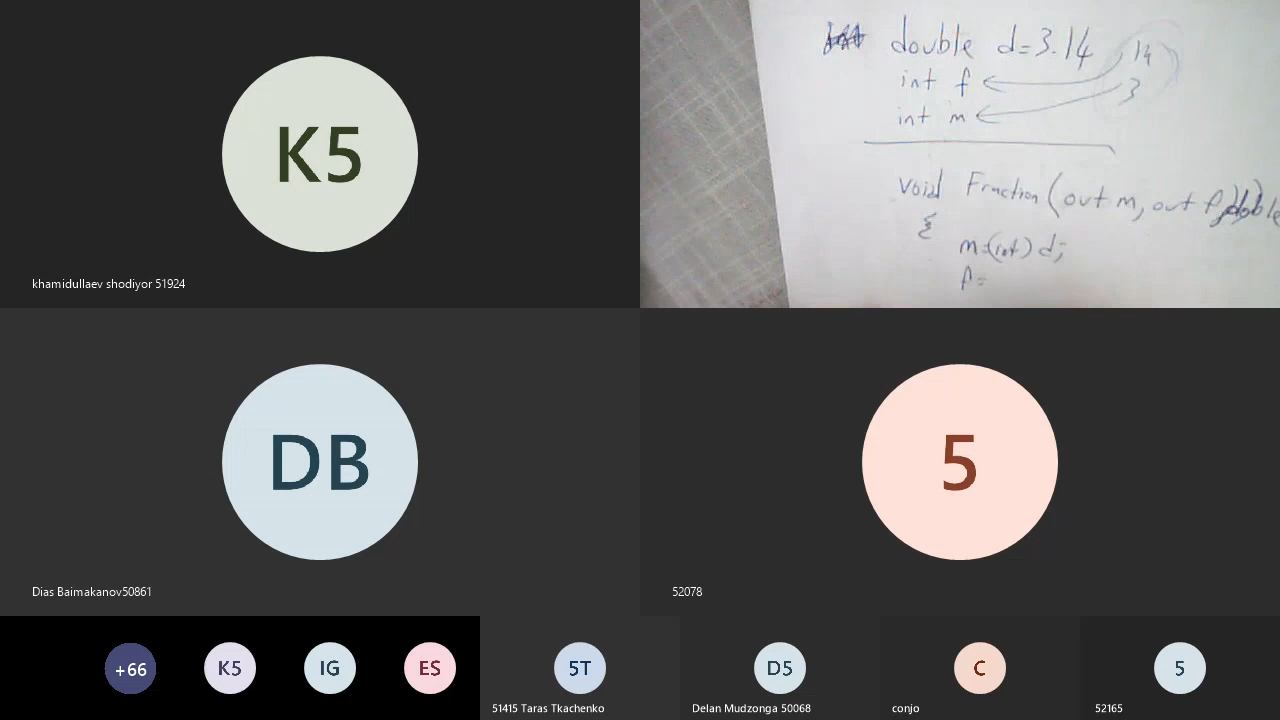 K5
khamidullaev shodiyor 51924
double d=3.14 14
int f 3
int m
void Fraction(out m, out f, double
{
m=(int) d;
f=
DB
Dias Baimakanov50861
5
52078
+66
K5
IG
ES
5T
51415 Taras Tkachenko
D5
Delan Mudzonga 50068
C
conjo
5
52165